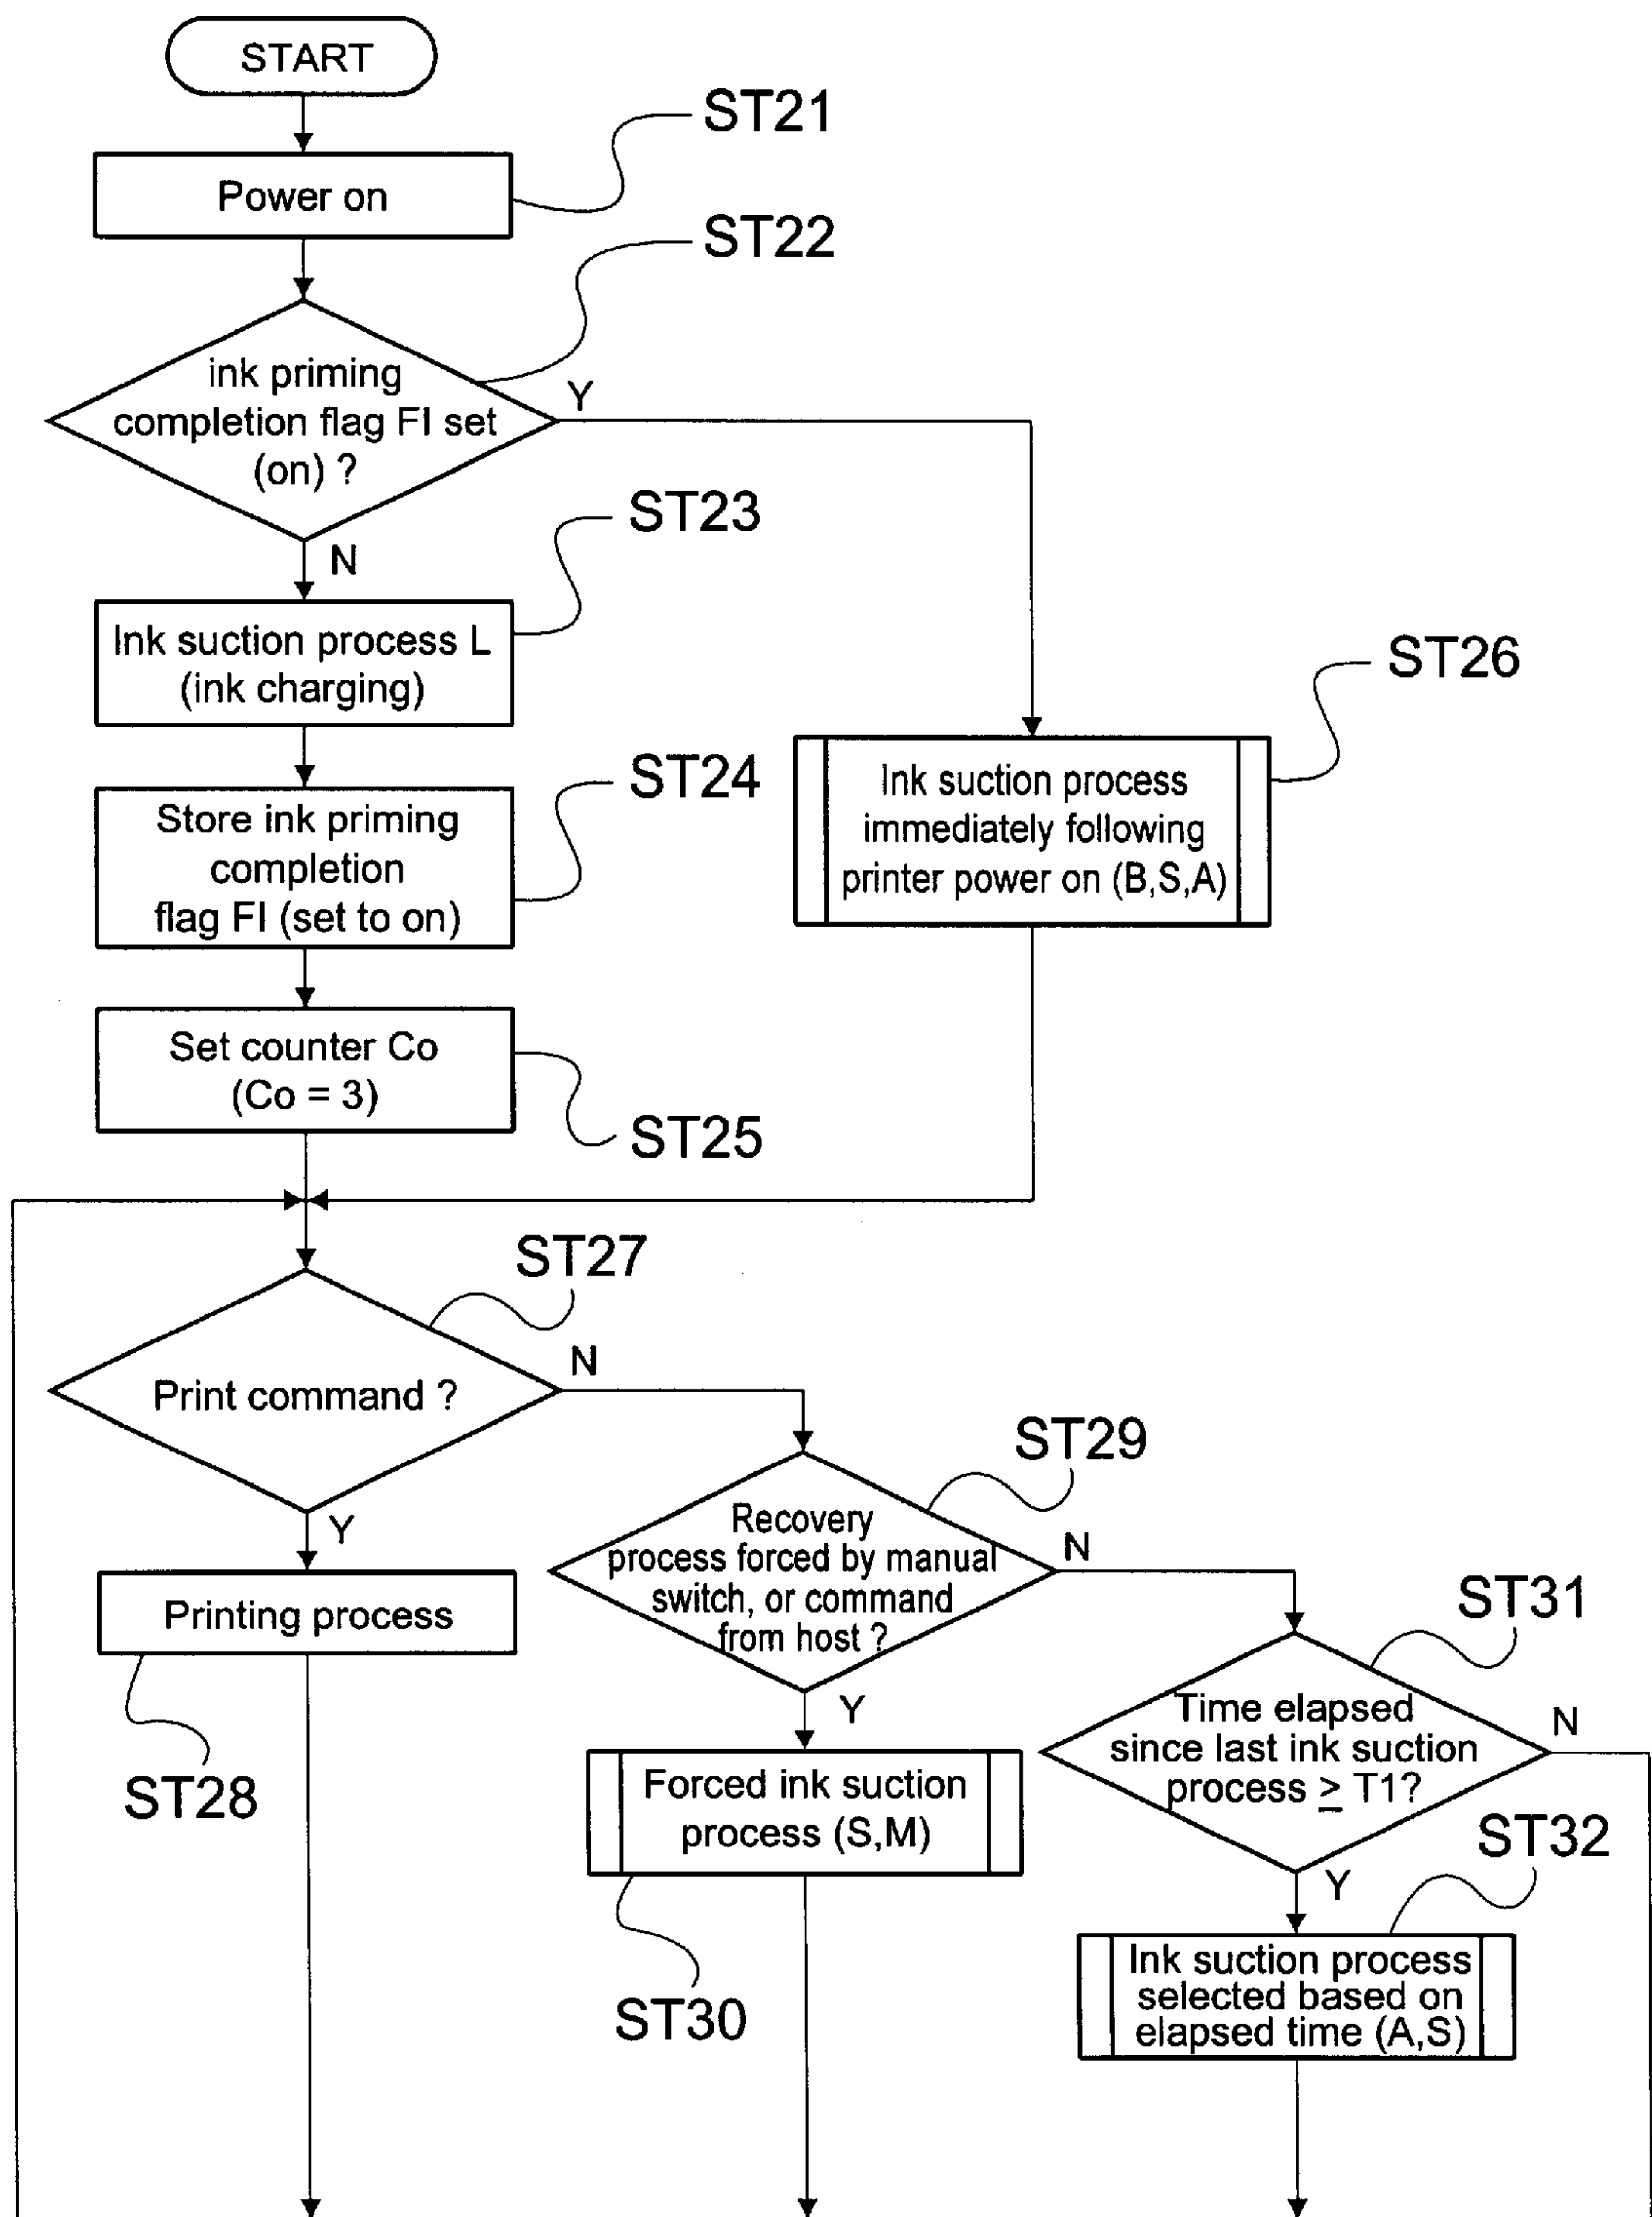 START
ST21
Power on
ST22
ink priming
completion flag FI set
(on) ?
Y
N
ST23
Ink suction process L
(ink charging)
ST26
ST24
Store ink priming
completion
flag FI (set to on)
Ink suction process
immediately following
printer power on (B,S,A)
Set counter Co
(Co = 3)
ST25
ST27
Print command ?
N
Y
ST29
Recovery
process forced by manual
switch, or command
from host ?
N
Y
Printing process
ST28
ST31
Time elapsed
since last ink suction
process ≥ T1?
N
Y
Forced ink suction
process (S,M)
ST30
ST32
Ink suction process
selected based on
elapsed time (A,S)